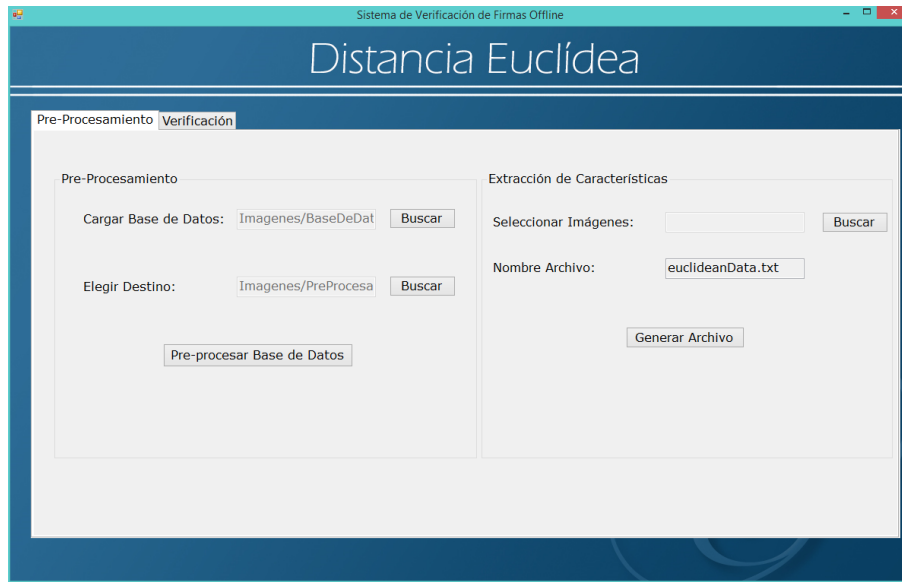 Sistema de Verificación de Firmas Offline
Distancia Euclídea
Pre-Procesamiento Verificación
Pre-Procesamiento
Cargar Base de Datos: Imagenes/BaseDeDat Buscar
Elegir Destino: Imagenes/PreProcesa Buscar
Pre-procesar Base de Datos
Extracción de Características
Seleccionar Imágenes: Buscar
Nombre Archivo: euclideanData.txt
Generar Archivo